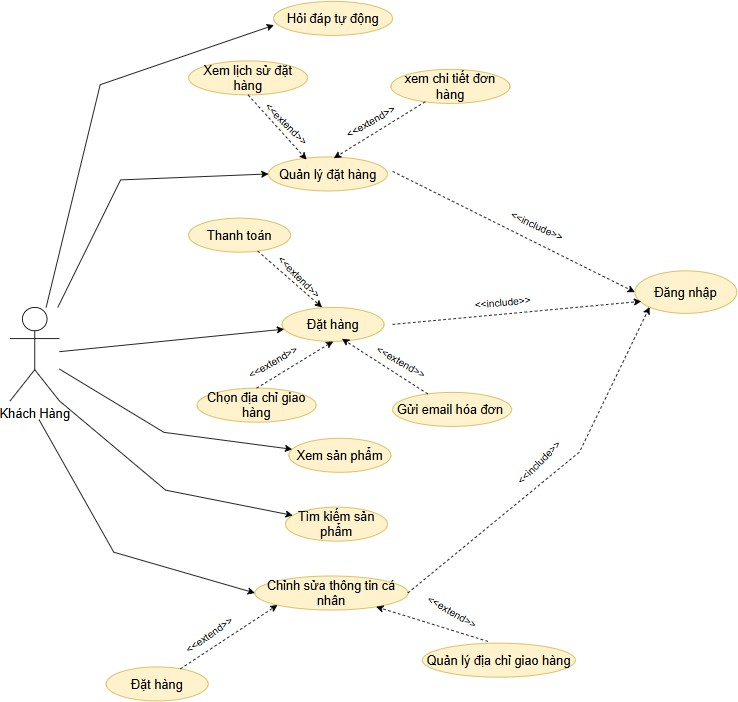 Hỏi đáp tự động
Xem lịch sử đặt
hàng
xem chi tiết đơn
hàng
<<extend>>
<<extend>>
Quản lý đặt hàng
<<include>>
Thanh toán
<<extend>>
Đăng nhập
<<include>>
Đặt hàng
<<extend>>
<<extend>>
Chọn địa chỉ giao
hàng
Gửi email hóa đơn
Khách Hàng
Xem sản phẩm
<<include>>
Tìm kiếm sản
phẩm
Chỉnh sửa thông tin cá
nhân
<<extend>>
<<extend>>
Quản lý địa chỉ giao hàng
Đặt hàng